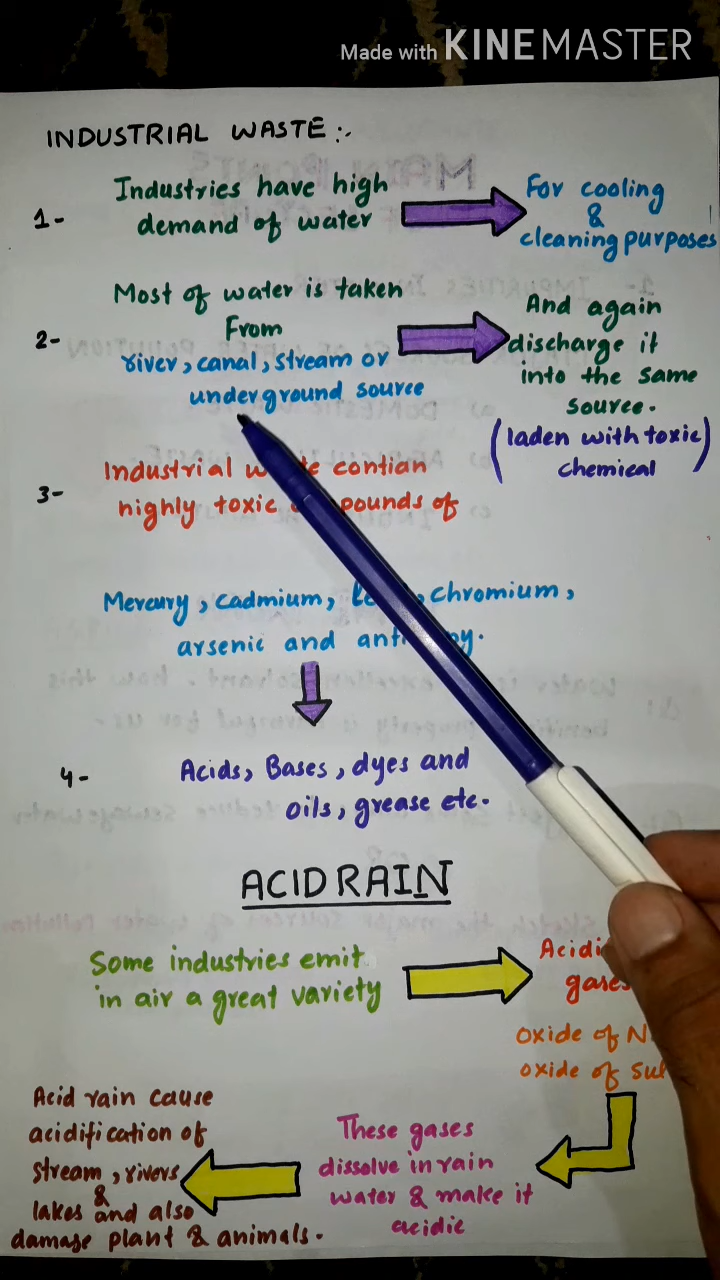 Made with KINEMASTER
INDUSTRIAL WASTE :-
1- Industries have high
demand of water
For cooling
&
cleaning purposes
2- Most of water is taken
From
river, canal, stream or
underground source
And again
discharge it
into the same
source.
(laden with toxic
chemical)
3- Industrial contian
highly toxic pounds of
Mercury, cadmium, chromium,
arsenic and
4- Acids, Bases, dyes and
oils, grease etc.
ACID RAIN
Some industries emit
in air a great variety
gases
oxide of N
oxide of Sul
These gases
dissolve in rain
water & make it
acidic
Acid rain cause
acidification of
stream, rivers
&
lakes and also
damage plant & animals.